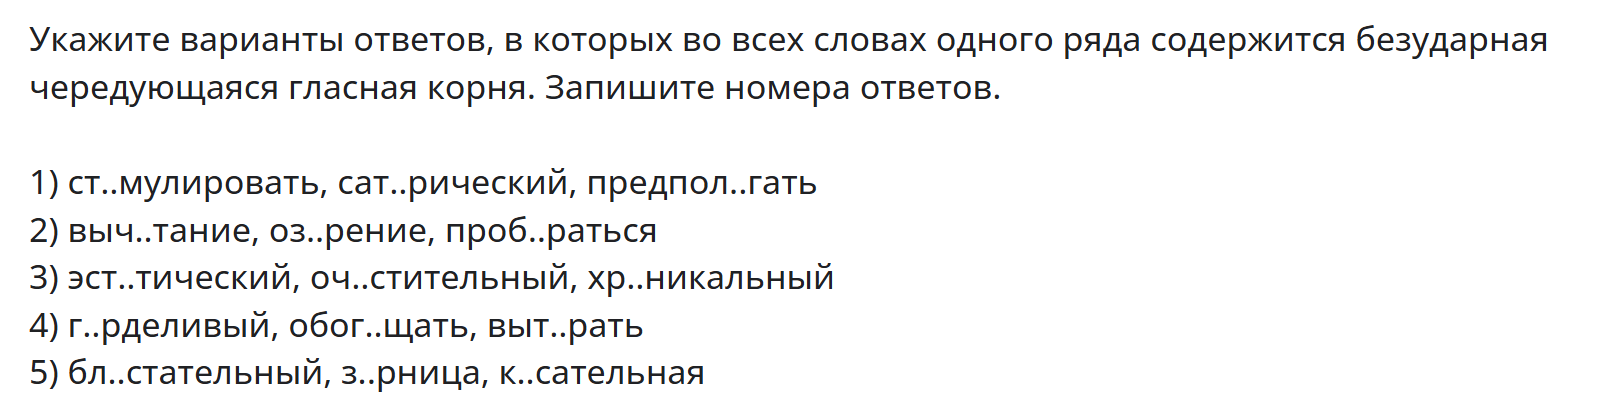 Укажите варианты ответов, в которых во всех словах одного ряда содержится безударная
чередующаяся гласная корня. Запишите номера ответов.
1) ст..мулировать, сат..рический, предпол..гать
2) выч..тание, оз..рение, проб..раться
3) эст..тический, оч..стительный, хр..никальный
4) г..рделивый, обог..щать, выт..рать
5) бл..стательный, з..рница, к..сательная